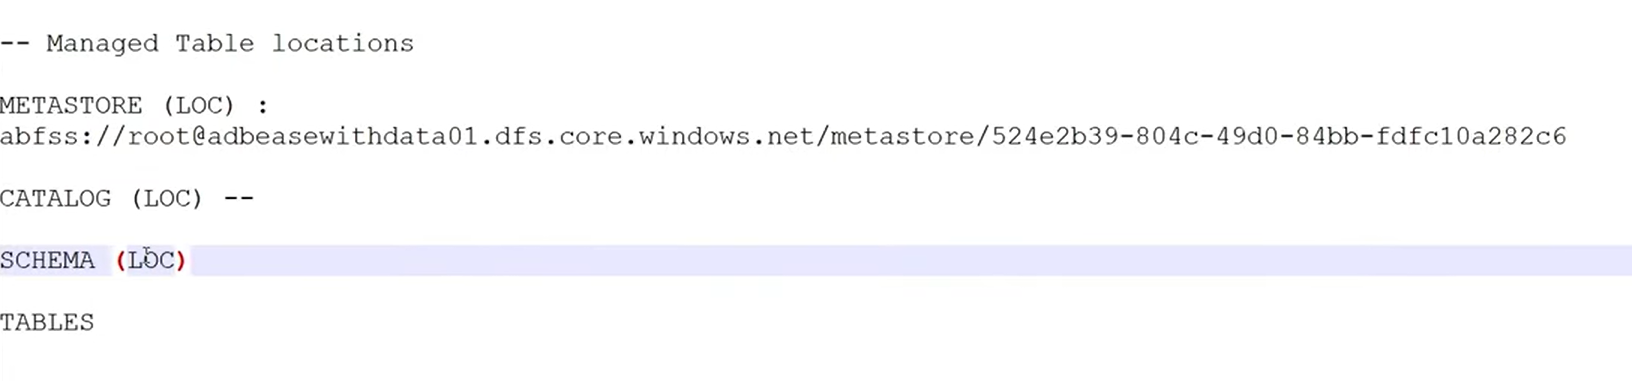 -- Managed Table locations
METASTORE (LOC) :
abfss://root@adbeasewithdata01.dfs.core.windows.net/metastore/524e2b39-804c-49d0-84bb-fdfc10a282c6
CATALOG (LOC) --
SCHEMA (LOC)
TABLES